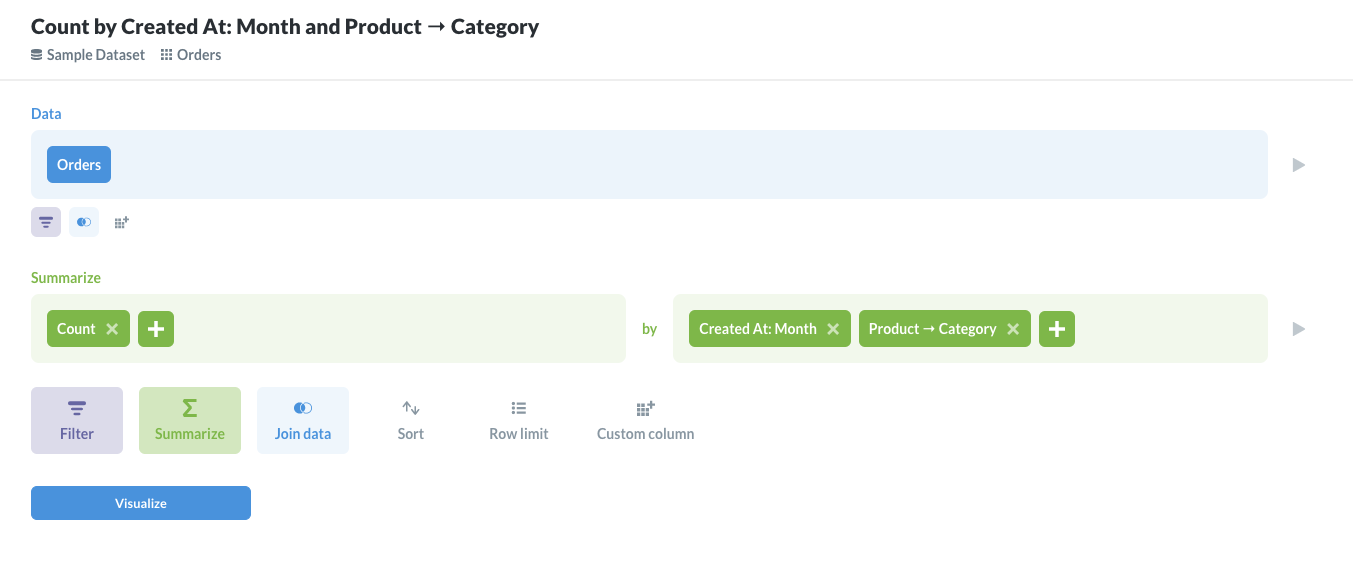 Count by Created At: Month and Product → Category
Sample Dataset Orders
Data
Orders
Summarize
Count by Created At: Month Product → Category
Filter Summarize Join data Sort Row limit Custom column
Visualize